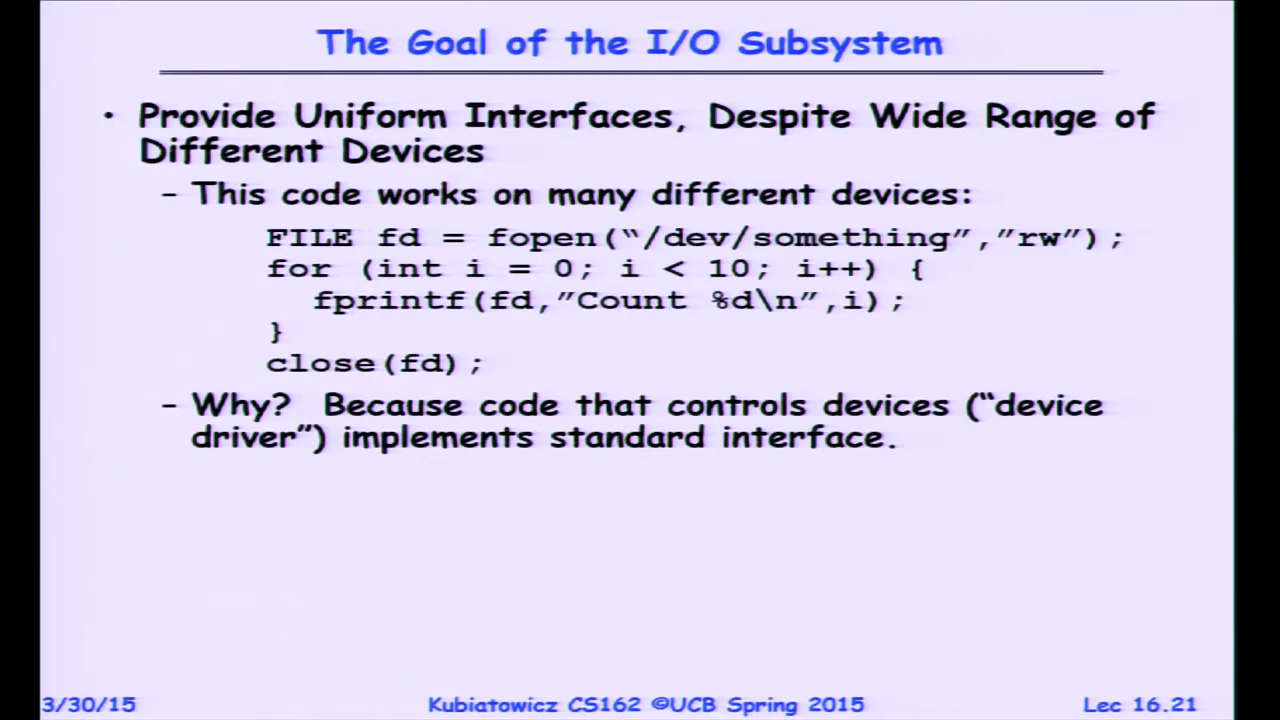 The Goal of the I/O Subsystem
• Provide Uniform Interfaces, Despite Wide Range of
Different Devices
– This code works on many different devices:
FILE fd = fopen(“/dev/something”,”rw”);
for (int i = 0; i < 10; i++) {
fprintf(fd,”Count %d\n”,i);
}
close(fd);
– Why? Because code that controls devices (“device
driver”) implements standard interface.
3/30/15
Kubiatowicz CS162 ©UCB Spring 2015
Lec 16.21